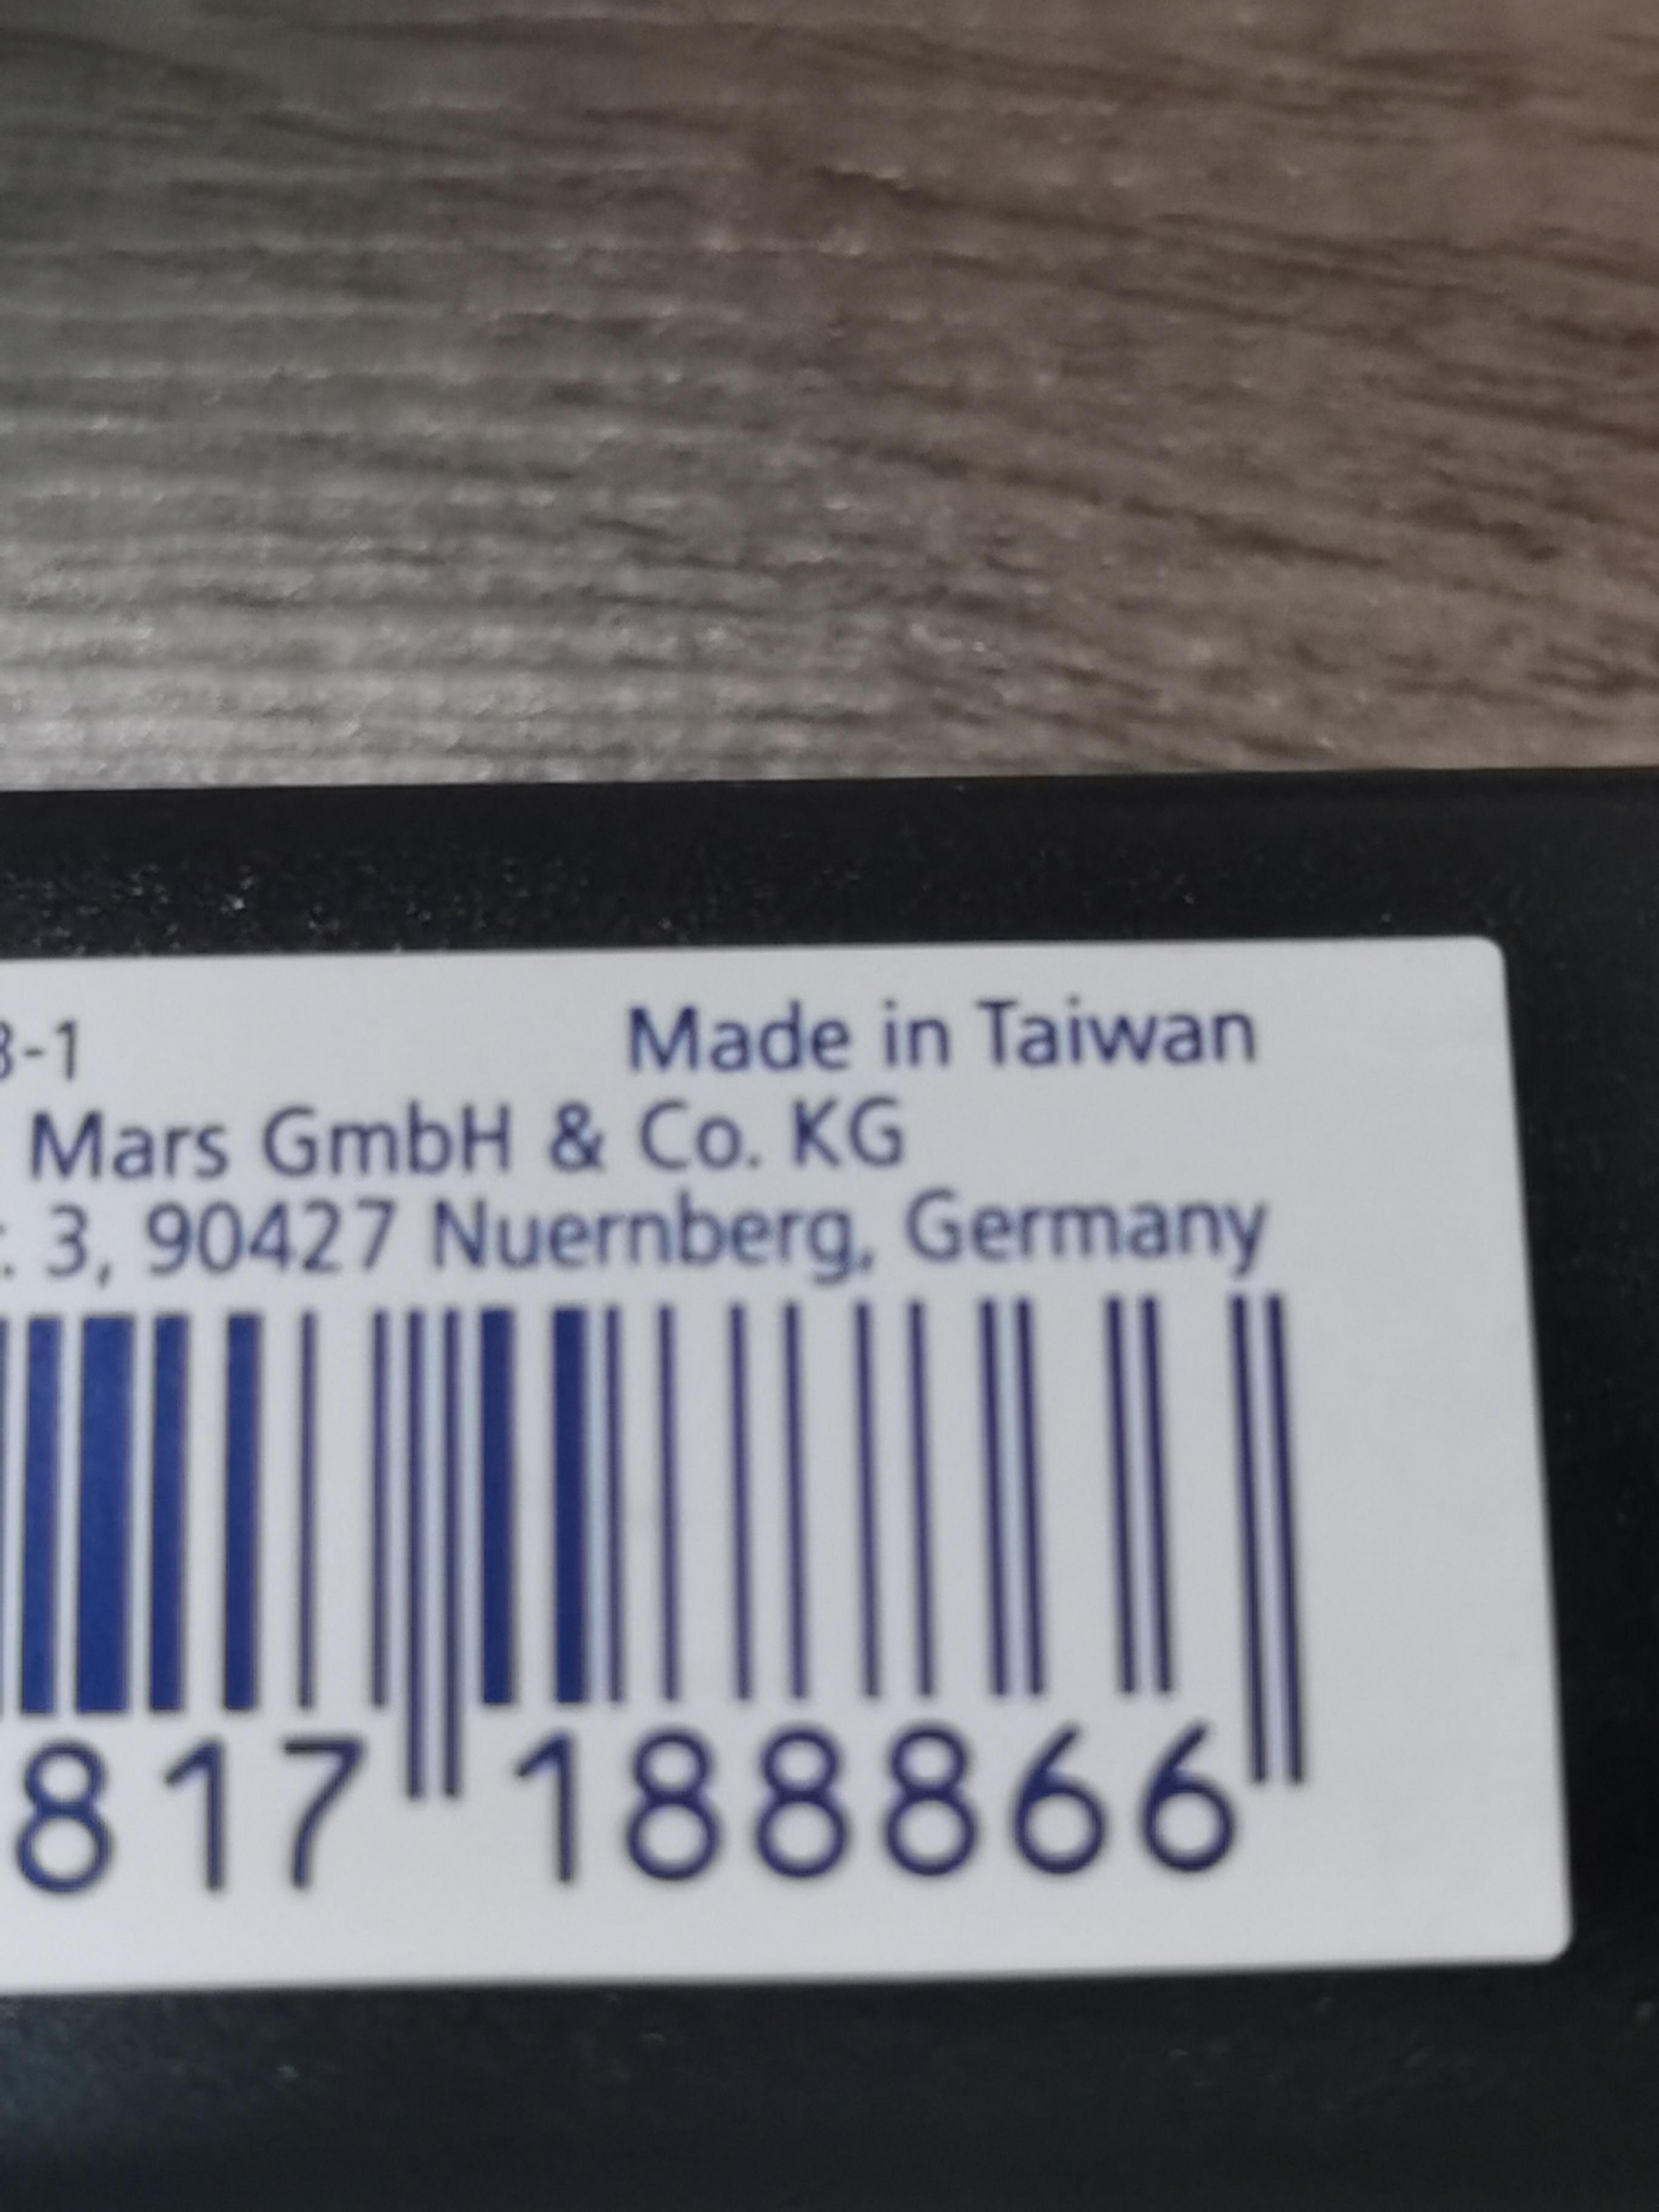 3-1 Made in Taiwan
Mars GmbH & Co. KG
. 3, 90427 Nuernberg, Germany
817 188866